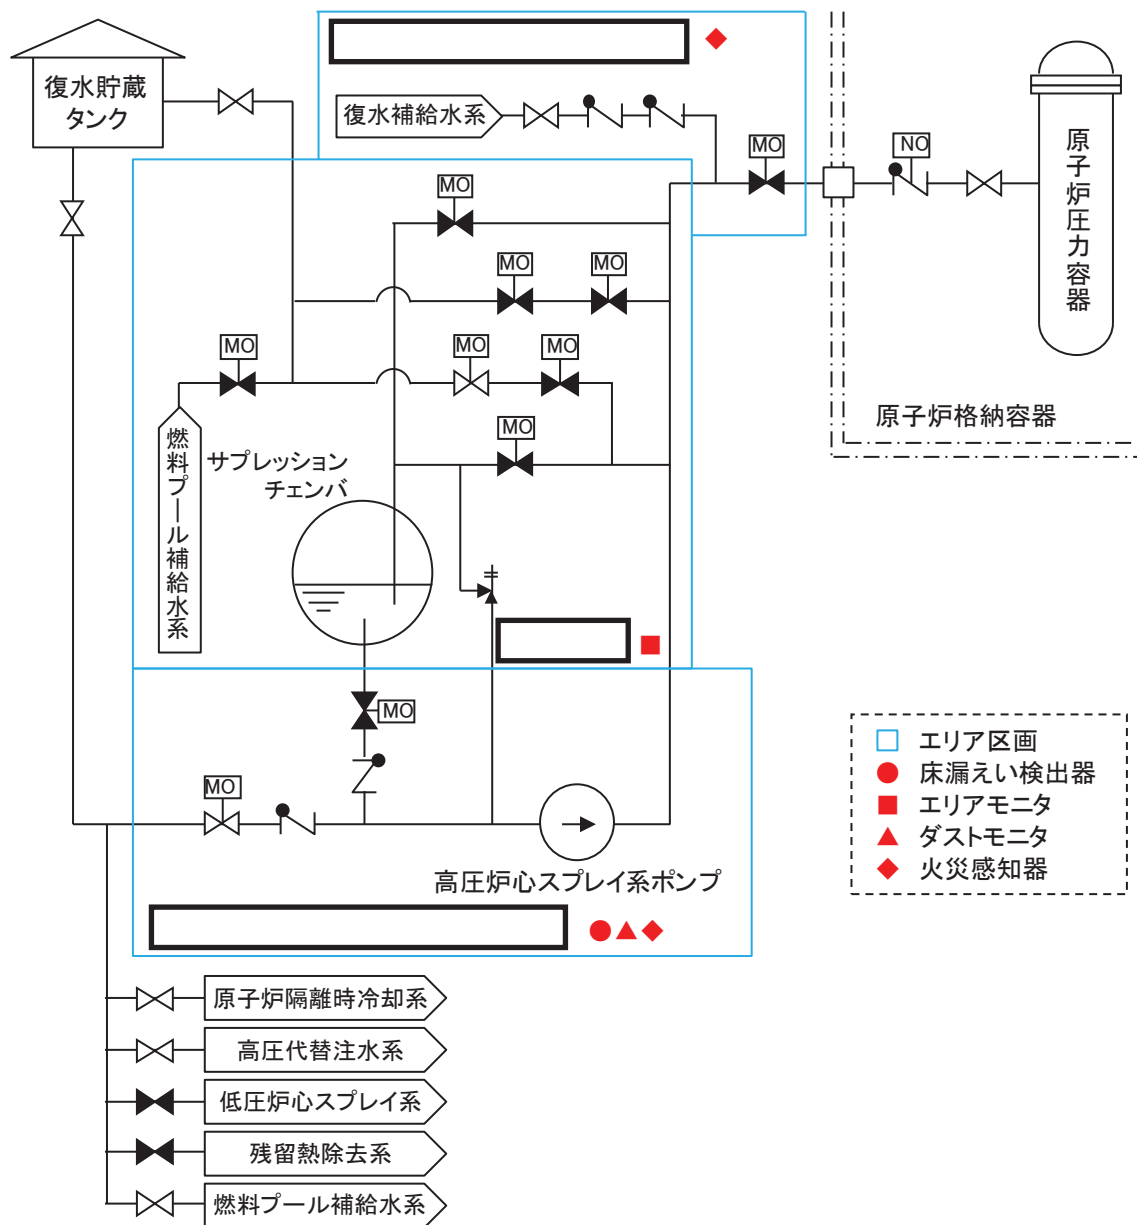 復水貯蔵
タンク
復水補給水系
MO
NO
原子炉圧力容器
MO
MO
MO
MO
MO
MO
原子炉格納容器
MO
燃料プール補給水系
サプレッション
チェンバ
MO
MO
高圧炉心スプレイ系ポンプ
エリア区画
床漏えい検出器
エリアモニタ
ダストモニタ
火災感知器
原子炉隔離時冷却系
高圧代替注水系
低圧炉心スプレイ系
残留熱除去系
燃料プール補給水系